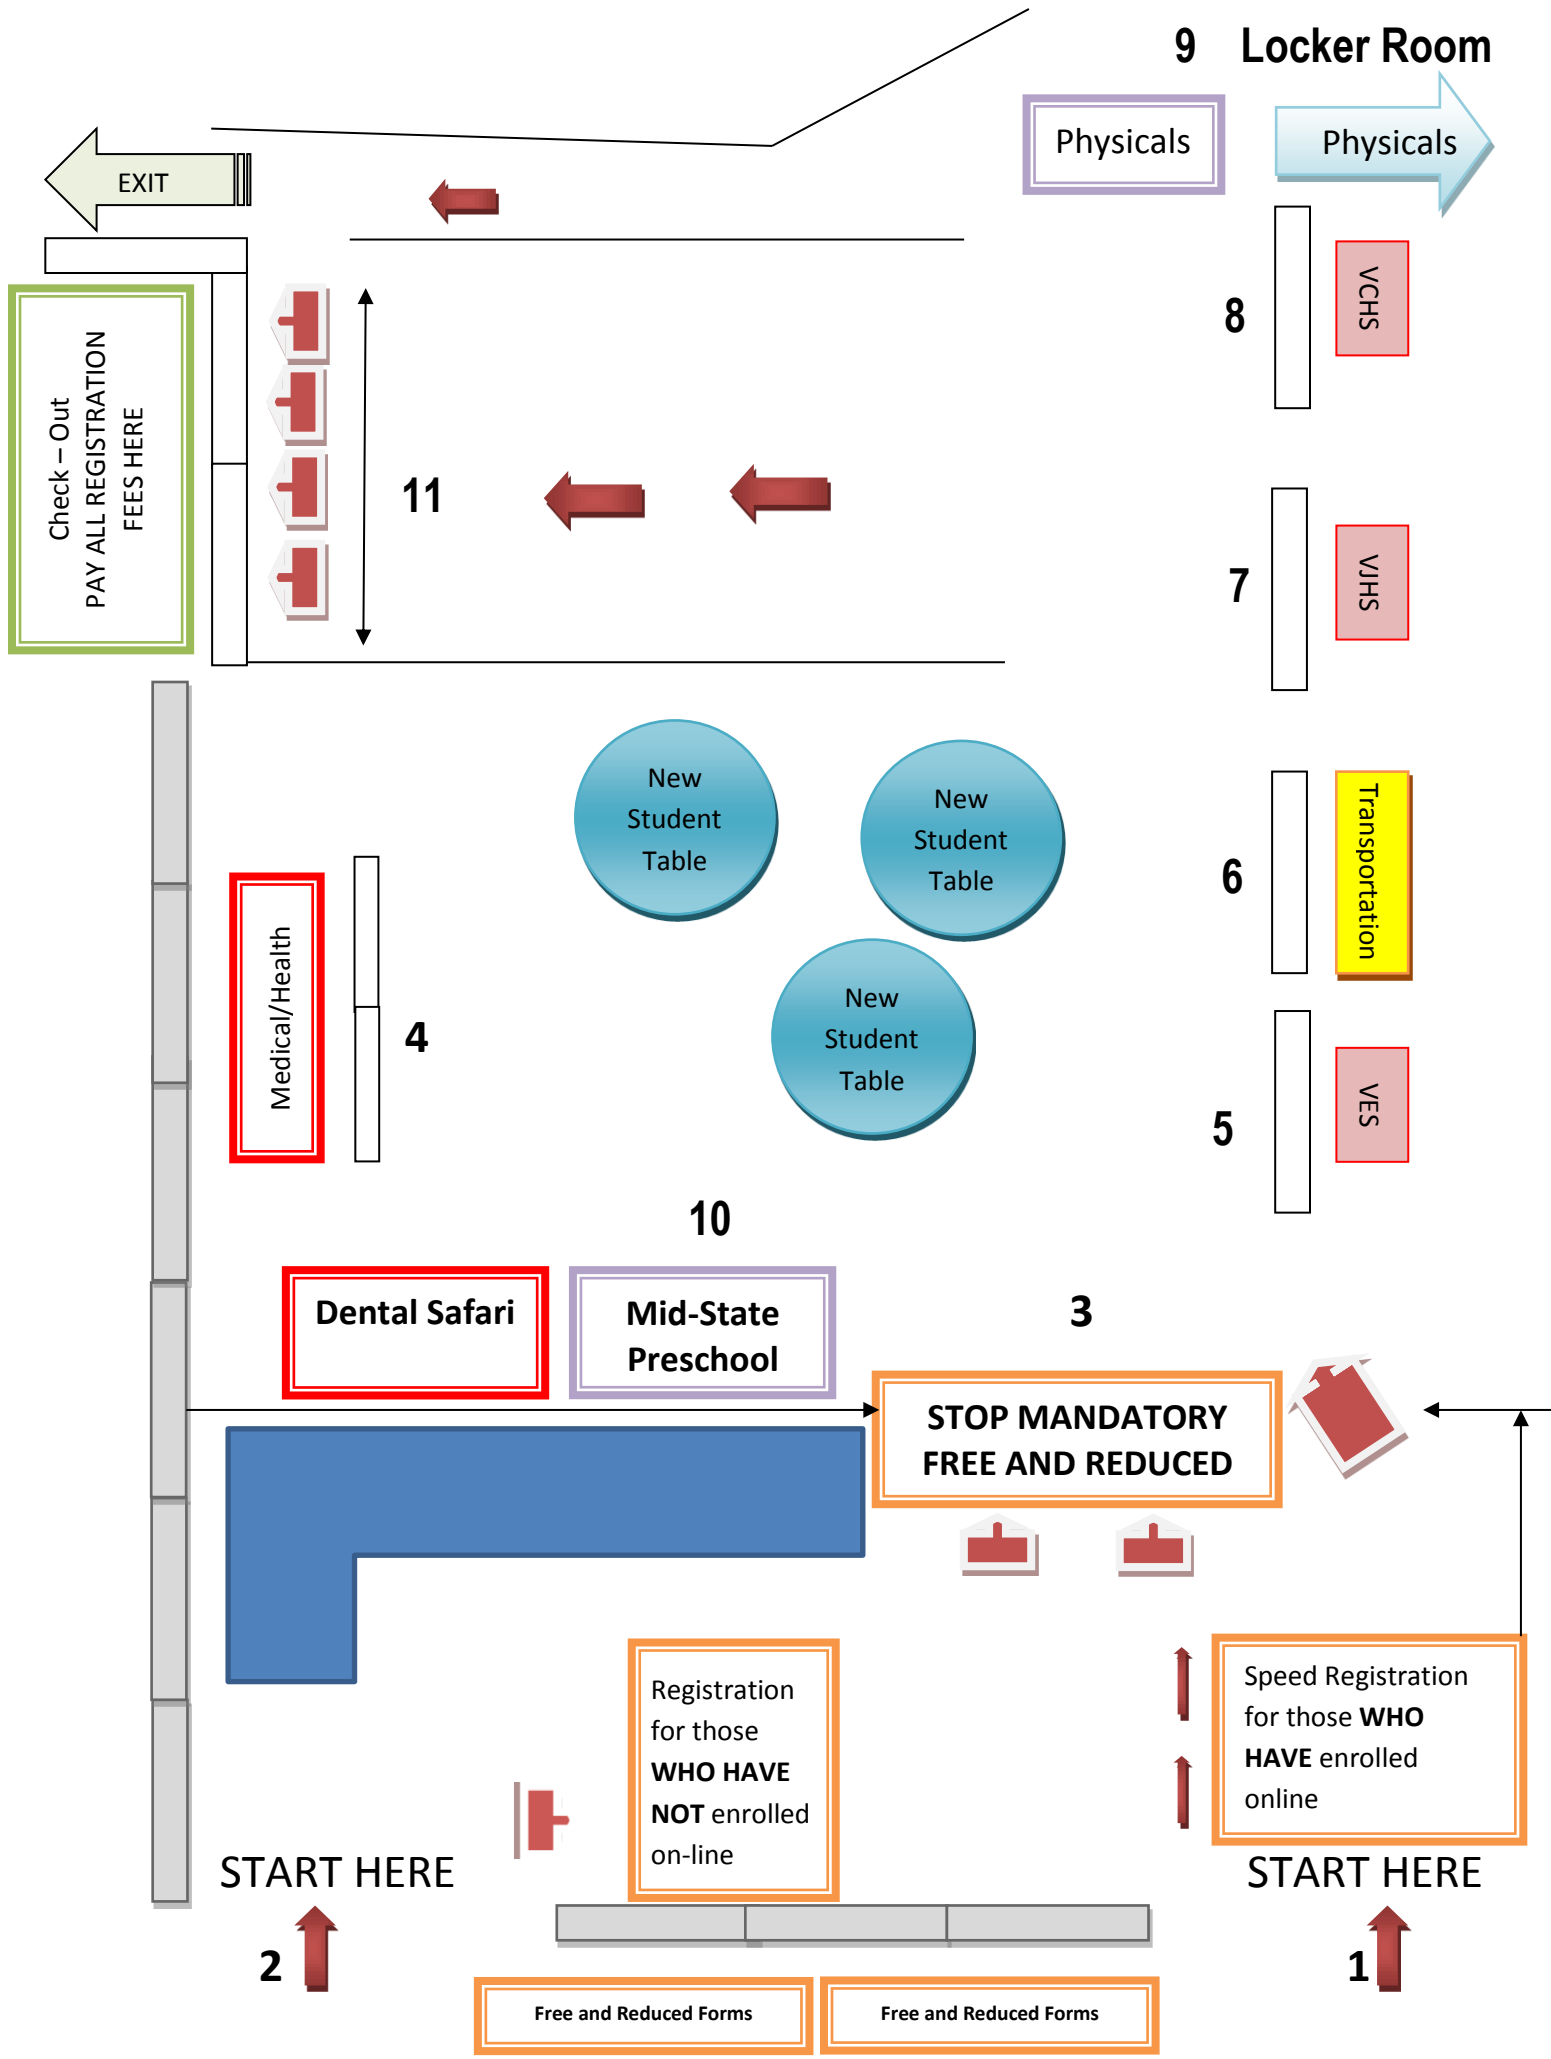 9 Locker Room
Physicals
Physicals
EXIT
Check – Out
PAY ALL REGISTRATION
FEES HERE
11
8
VCHS
7
VJHS
New
Student
Table
New
Student
Table
New
Student
Table
6
Transportation
Medical/Health
4
5
VES
10
Dental Safari
Mid-State
Preschool
3
STOP MANDATORY
FREE AND REDUCED
Registration
for those
WHO HAVE
NOT enrolled
on-line
Speed Registration
for those WHO
HAVE enrolled
online
START HERE
START HERE
2
1
Free and Reduced Forms
Free and Reduced Forms